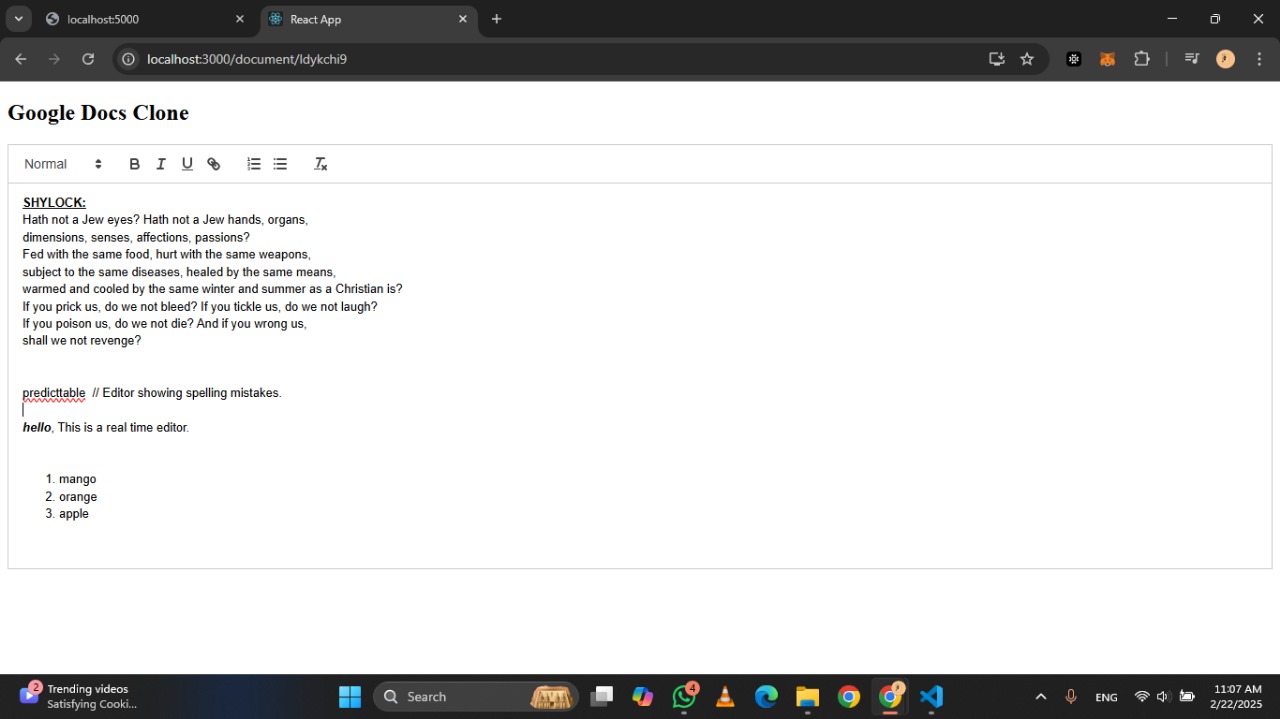 localhost:5000
React App
localhost:3000/document/ldykchi9
Google Docs Clone
Normal
SHYLOCK:
Hath not a Jew eyes? Hath not a Jew hands, organs,
dimensions, senses, affections, passions?
Fed with the same food, hurt with the same weapons,
subject to the same diseases, healed by the same means,
warmed and cooled by the same winter and summer as a Christian is?
If you prick us, do we not bleed? If you tickle us, do we not laugh?
If you poison us, do we not die? And if you wrong us,
shall we not revenge?
predicttable // Editor showing spelling mistakes.
hello, This is a real time editor.
1. mango
2. orange
3. apple
2
Trending videos
Satisfying Cooki...
Search
4
ENG
11:07 AM
2/22/2025